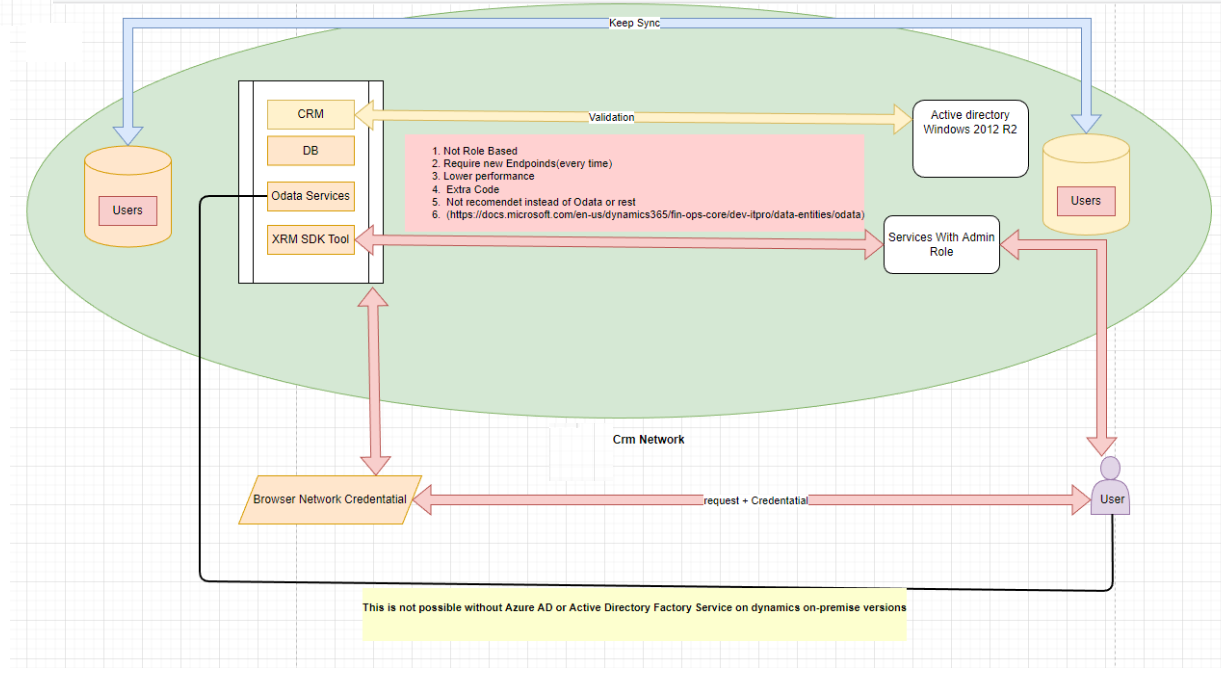 Keep Sync
CRM
Validation
Active directory
Windows 2012 R2
DB
1. Not Role Based
2. Require new Endpoinds(every time)
3. Lower performance
4. Extra Code
5. Not recomendet instead of Odata or rest
6. (https://docs.microsoft.com/en-us/dynamics365/fin-ops-core/dev-itpro/data-entities/odata)
Users
Odata Services
Users
XRM SDK Tool
Services With Admin
Role
Crm Network
Browser Network Credentatial
request + Credentatial
User
This is not possible without Azure AD or Active Directory Factory Service on dynamics on-premise versions